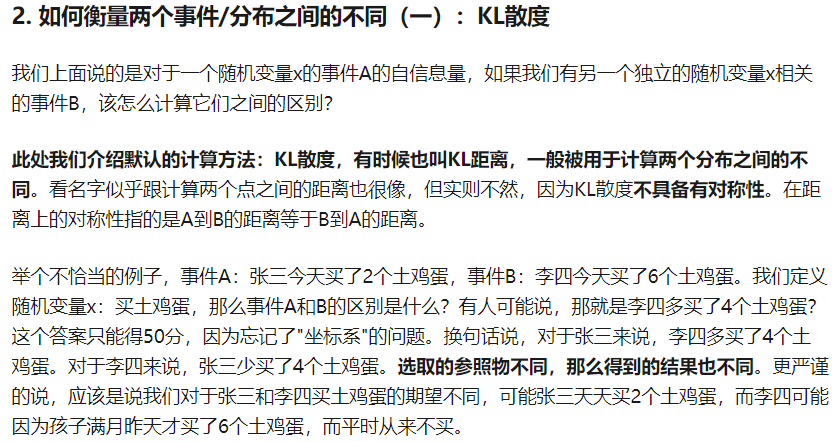 2. 如何衡量两个事件/分布之间的不同（一）：KL散度
我们上面说的是对于一个随机变量x的事件A的自信息量，如果我们有另一个独立的随机变量x相关
的事件B，该怎么计算它们之间的区别？
此处我们介绍默认的计算方法：KL散度，有时候也叫KL距离，一般被用于计算两个分布之间的不
同。看名字似乎跟计算两个点之间的距离也很像，但实则不然，因为KL散度不具备有对称性。在距
离上的对称性指的是A到B的距离等于B到A的距离。
举个不恰当的例子，事件A：张三今天买了2个土鸡蛋，事件B：李四今天买了6个土鸡蛋。我们定义
随机变量x：买土鸡蛋，那么事件A和B的区别是什么？有人可能说，那就是李四多买了4个土鸡蛋？
这个答案只能得50分，因为忘记了"坐标系"的问题。换句话说，对于张三来说，李四多买了4个土
鸡蛋。对于李四来说，张三少买了4个土鸡蛋。选取的参照物不同，那么得到的结果也不同。更严谨
的说，应该是说我们对于张三和李四买土鸡蛋的期望不同，可能张三天天买2个土鸡蛋，而李四可能
因为孩子满月昨天才买了6个土鸡蛋，而平时从来不买。